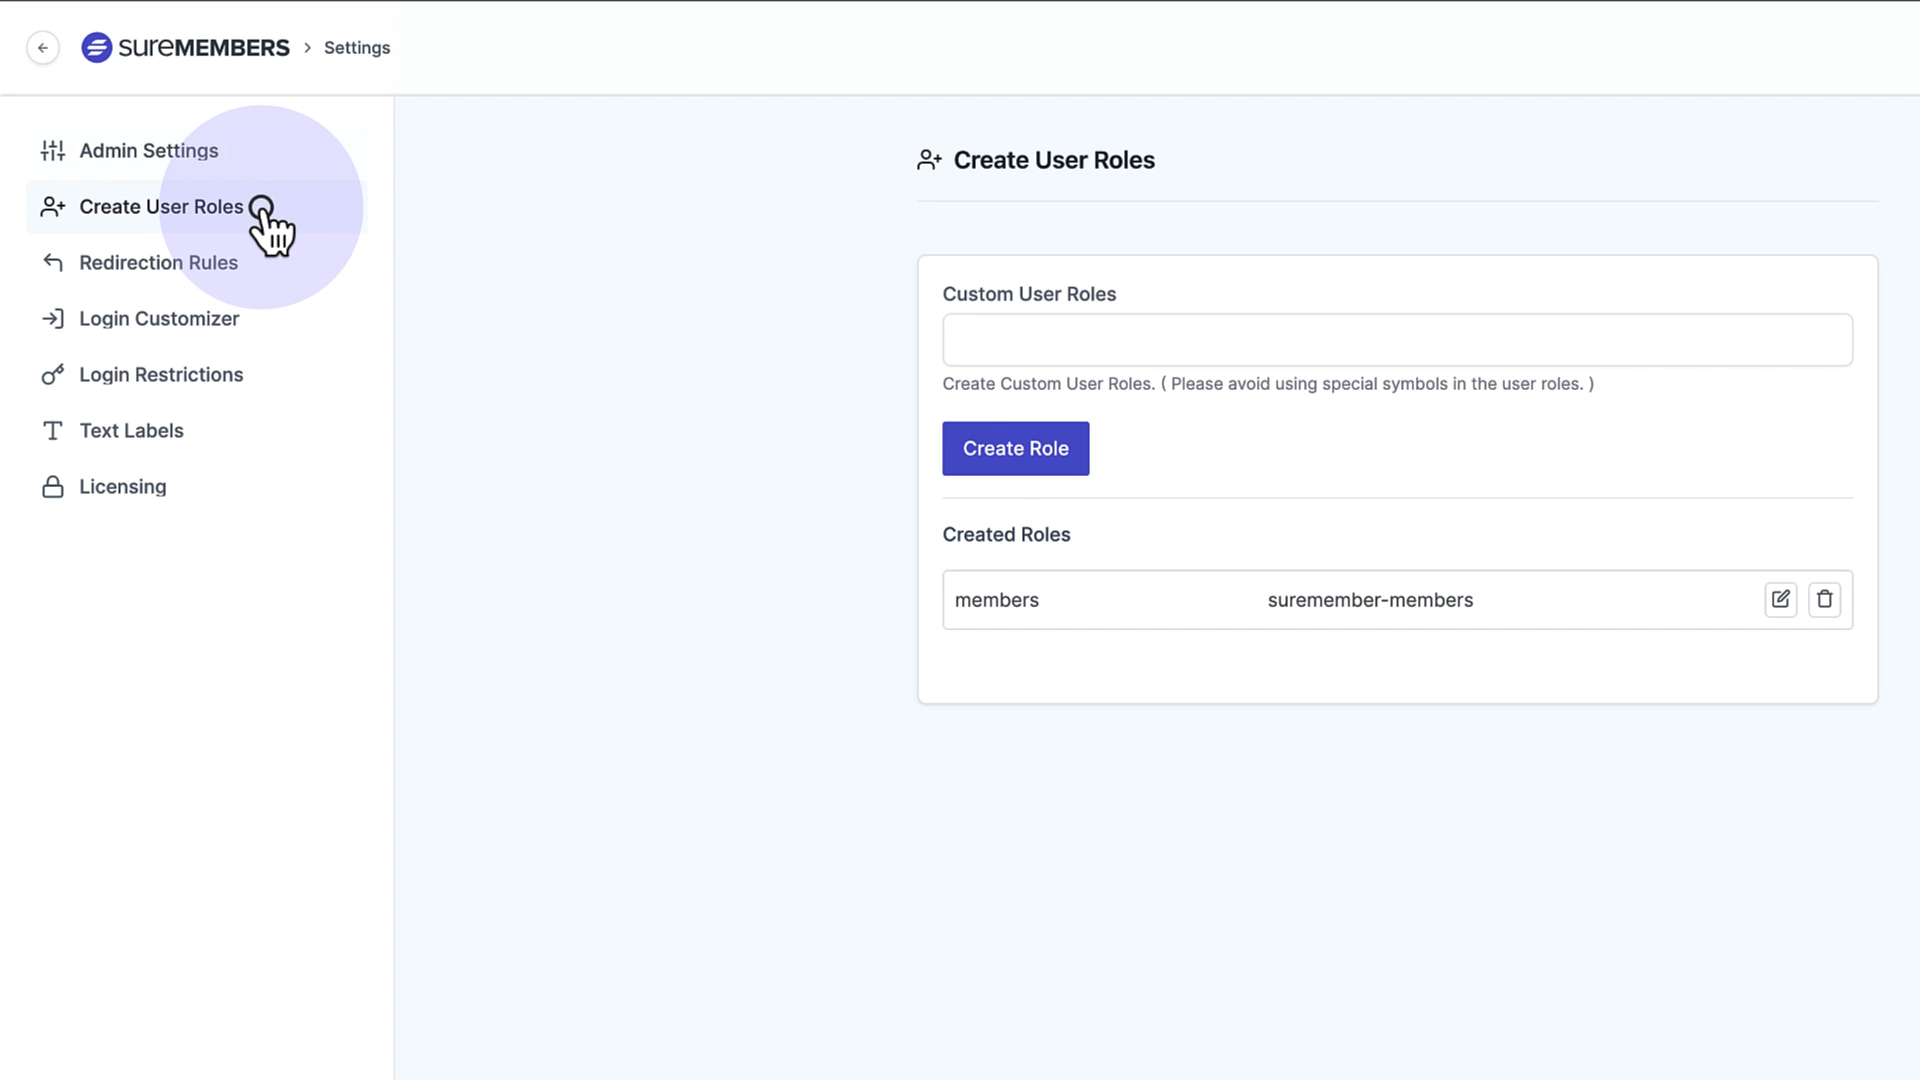 sureMEMBERS > Settings
Admin Settings
Create User Roles
Redirection Rules
Login Customizer
Login Restrictions
Text Labels
Licensing
Create User Roles
Custom User Roles
Create Custom User Roles. ( Please avoid using special symbols in the user roles. )
Create Role
Created Roles
members suremember-members